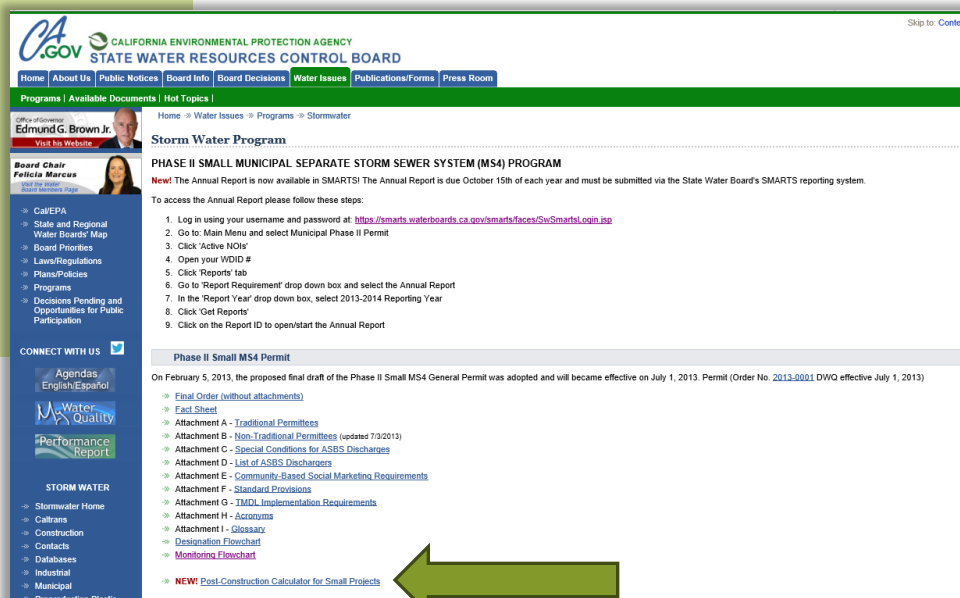 Skip to: Conte
CA.GOV
CALIFORNIA ENVIRONMENTAL PROTECTION AGENCY
STATE WATER RESOURCES CONTROL BOARD
Home About Us Public Notices Board Info Board Decisions Water Issues Publications/Forms Press Room
Programs | Available Documents | Hot Topics |
Office of Governor
Edmund G. Brown Jr.
Visit his Website
Board Chair
Felicia Marcus
Visit the Water
Board Members Page
Cal/EPA
State and Regional
Water Boards' Map
Board Priorities
Laws/Regulations
Plans/Policies
Programs
Decisions Pending and
Opportunities for Public
Participation
CONNECT WITH US
Agendas
English/Español
My Water
Quality
Performance
Report
STORM WATER
Stormwater Home
Caltrans
Construction
Contacts
Databases
Industrial
Municipal
Home Water Issues Programs Stormwater
Storm Water Program
PHASE II SMALL MUNICIPAL SEPARATE STORM SEWER SYSTEM (MS4) PROGRAM
New! The Annual Report is now available in SMARTS! The Annual Report is due October 15th of each year and must be submitted via the State Water Board's SMARTS reporting system.
To access the Annual Report please follow these steps:
1. Log in using your username and password at: https://smarts.waterboards.ca.gov/smarts/faces/SwSmartsLogin.jsp
2. Go to: Main Menu and select Municipal Phase II Permit
3. Click 'Active NOIs'
4. Open your WDID #
5. Click 'Reports' tab
6. Go to 'Report Requirement' drop down box and select the Annual Report
7. In the 'Report Year' drop down box, select 2013-2014 Reporting Year
8. Click 'Get Reports'
9. Click on the Report ID to open/start the Annual Report
Phase II Small MS4 Permit
On February 5, 2013, the proposed final draft of the Phase II Small MS4 General Permit was adopted and will became effective on July 1, 2013. Permit (Order No. 2013-0001 DWQ effective July 1, 2013)
Final Order (without attachments)
Fact Sheet
Attachment A - Traditional Permittees
Attachment B - Non-Traditional Permittees (updated 7/3/2013)
Attachment C - Special Conditions for ASBS Discharges
Attachment D - List of ASBS Dischargers
Attachment E - Community-Based Social Marketing Requirements
Attachment F - Standard Provisions
Attachment G - TMDL Implementation Requirements
Attachment H - Acronyms
Attachment I - Glossary
Designation Flowchart
Monitoring Flowchart
NEW! Post-Construction Calculator for Small Projects